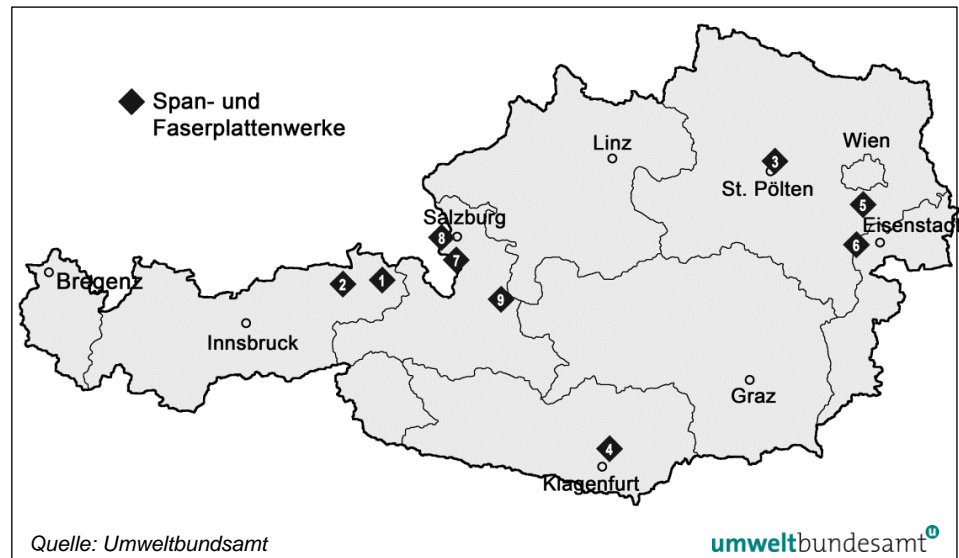 Span- und
Faserplattenwerke
Linz
Wien
3
St. Pölten
5
Salzburg
8
Eisenstadt
6
7
Bregenz
2
1
9
Innsbruck
Graz
4
Klagenfurt
Quelle: Umweltbundsamt
umweltbundesamt
u